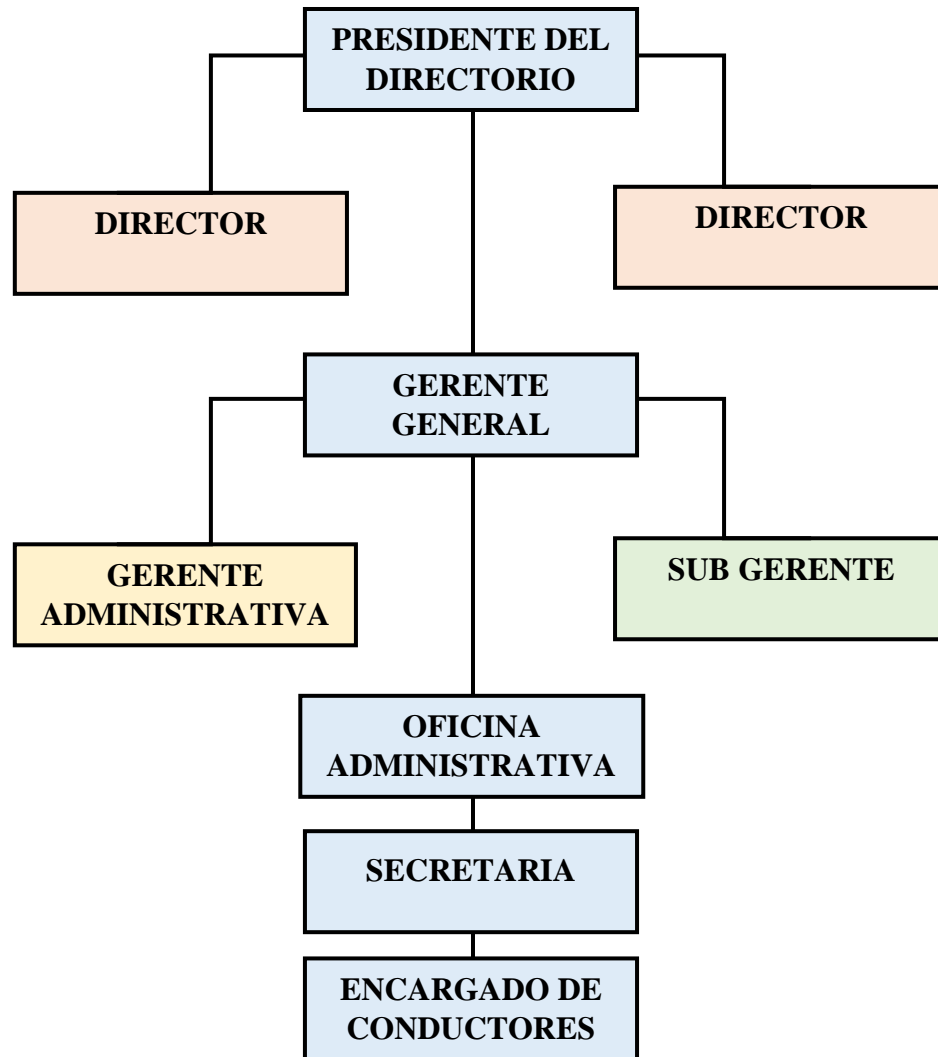 PRESIDENTE DEL
DIRECTORIO
DIRECTOR
DIRECTOR
GERENTE
GENERAL
GERENTE
ADMINISTRATIVA
SUB GERENTE
OFICINA
ADMINISTRATIVA
SECRETARIA
ENCARGADO DE
CONDUCTORES